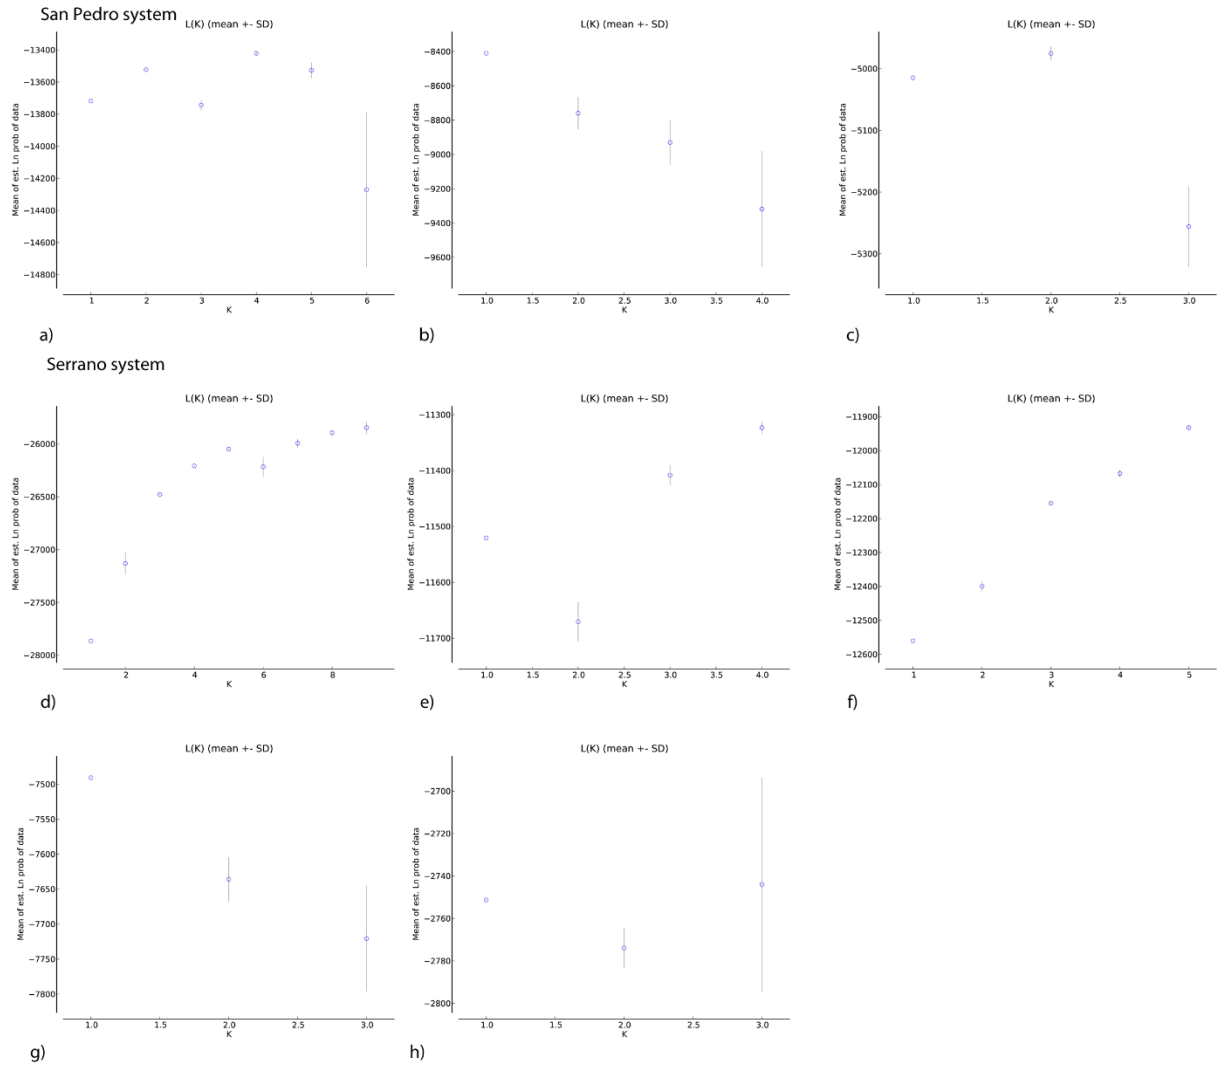 San Pedro system
L(K) (mean +- SD)
Mean of est. Ln prob of data
−13400
−13600
−13800
−14000
−14200
−14400
−14600
−14800
1 2 3 4 5 6
K
a)
L(K) (mean +- SD)
Mean of est. Ln prob of data
−8400
−8600
−8800
−9000
−9200
−9400
−9600
1.0 1.5 2.0 2.5 3.0 3.5 4.0
K
b)
L(K) (mean +- SD)
Mean of est. Ln prob of data
−5000
−5100
−5200
−5300
1.0 1.5 2.0 2.5 3.0
K
c)
Serrano system
L(K) (mean +- SD)
Mean of est. Ln prob of data
−26000
−26500
−27000
−27500
−28000
2 4 6 8
K
d)
L(K) (mean +- SD)
Mean of est. Ln prob of data
−11300
−11400
−11500
−11600
−11700
1.0 1.5 2.0 2.5 3.0 3.5 4.0
K
e)
L(K) (mean +- SD)
Mean of est. Ln prob of data
−11900
−12000
−12100
−12200
−12300
−12400
−12500
−12600
1 2 3 4 5
K
f)
L(K) (mean +- SD)
Mean of est. Ln prob of data
−7500
−7550
−7600
−7650
−7700
−7750
−7800
1.0 1.5 2.0 2.5 3.0
K
g)
L(K) (mean +- SD)
Mean of est. Ln prob of data
−2700
−2720
−2740
−2760
−2780
−2800
1.0 1.5 2.0 2.5 3.0
K
h)